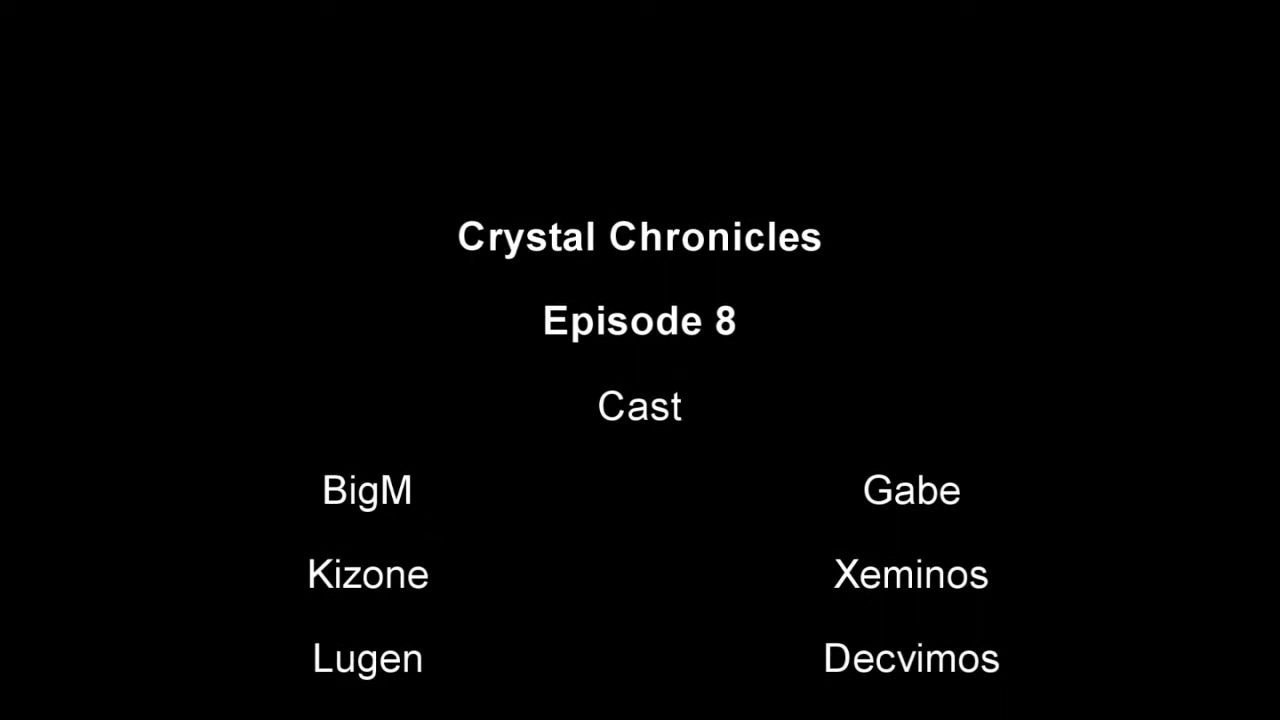 Crystal Chronicles
Episode 8
Cast
BigM Gabe
Kizone Xeminos
Lugen Decvimos